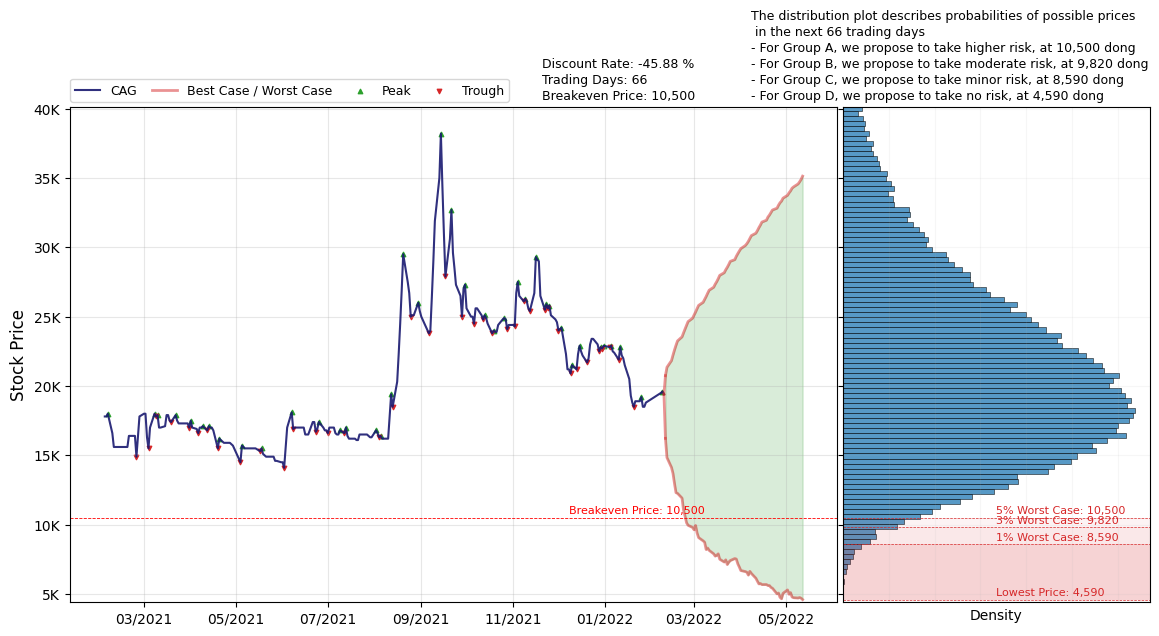 The distribution plot describes probabilities of possible prices
in the next 66 trading days
- For Group A, we propose to take higher risk, at 10,500 dong
- For Group B, we propose to take moderate risk, at 9,820 dong
- For Group C, we propose to take minor risk, at 8,590 dong
- For Group D, we propose to take no risk, at 4,590 dong
Discount Rate: -45.88 %
Trading Days: 66
Breakeven Price: 10,500
CAG
Best Case / Worst Case
Peak
Trough
Stock Price
40K
35K
30K
25K
20K
15K
10K
5K
Breakeven Price: 10,500
5% Worst Case: 10,500
3% Worst Case: 9,820
1% Worst Case: 8,590
Lowest Price: 4,590
03/2021
05/2021
07/2021
09/2021
11/2021
01/2022
03/2022
05/2022
Density